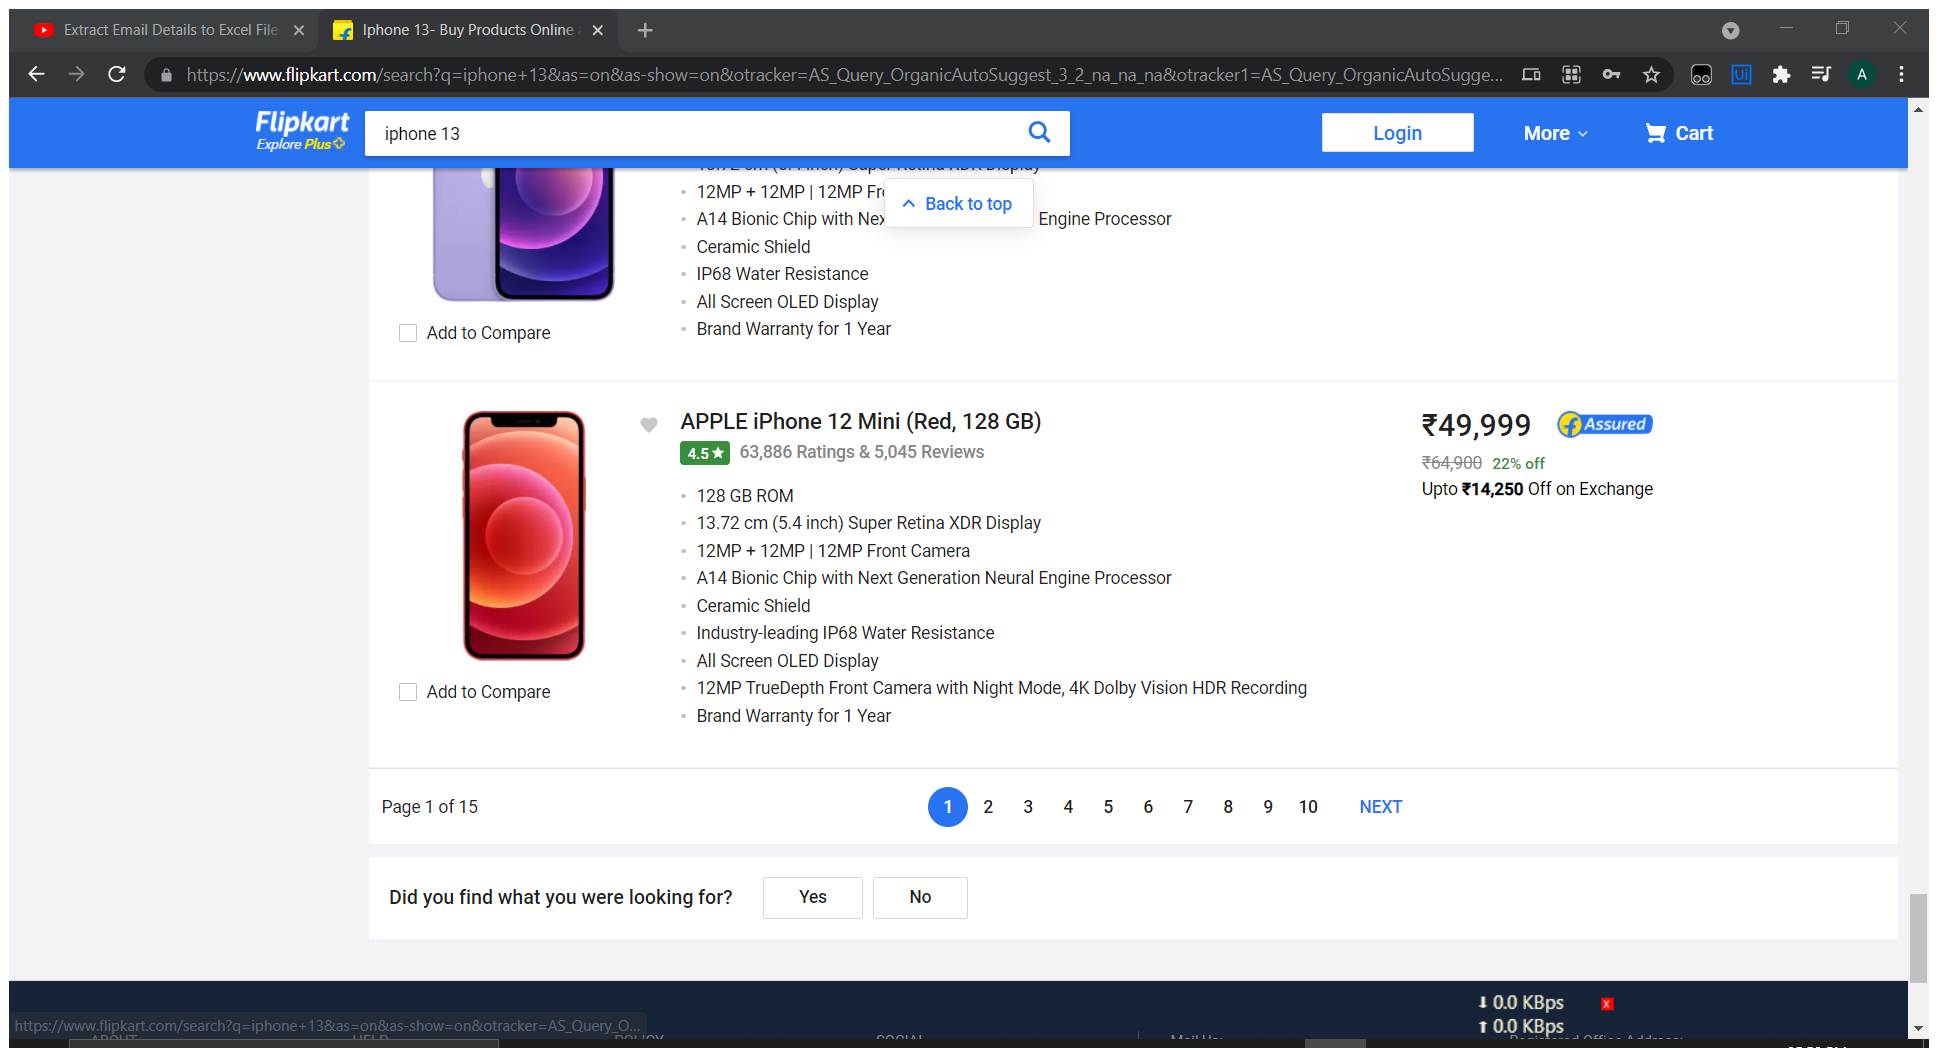 Extract Email Details to Excel File
Iphone 13- Buy Products Online
https://www.flipkart.com/search?q=iphone+13&as=on&as-show=on&otracker=AS_Query_OrganicAutoSuggest_3_2_na_na_na&otracker1=AS_Query_OrganicAutoSugge...
Ui
A
Flipkart
Explore Plus
iphone 13
Login
More
Cart
12MP + 12MP | 12MP
Back to top
A14 Bionic Chip with
Engine Processor
Ceramic Shield
IP68 Water Resistance
All Screen OLED Display
Brand Warranty for 1 Year
Add to Compare
APPLE iPhone 12 Mini (Red, 128 GB)
4.5★ 63,886 Ratings & 5,045 Reviews
128 GB ROM
13.72 cm (5.4 inch) Super Retina XDR Display
12MP + 12MP | 12MP Front Camera
A14 Bionic Chip with Next Generation Neural Engine Processor
Ceramic Shield
Industry-leading IP68 Water Resistance
All Screen OLED Display
12MP TrueDepth Front Camera with Night Mode, 4K Dolby Vision HDR Recording
Brand Warranty for 1 Year
₹49,999
Assured
₹64,900 22% off
Upto ₹14,250 Off on Exchange
Add to Compare
Page 1 of 15
1 2 3 4 5 6 7 8 9 10 NEXT
Did you find what you were looking for?
Yes
No
0.0 KBps
X
0.0 KBps
https://www.flipkart.com/search?q=iphone+13&as=on&as-show=on&otracker=AS_Query_O...